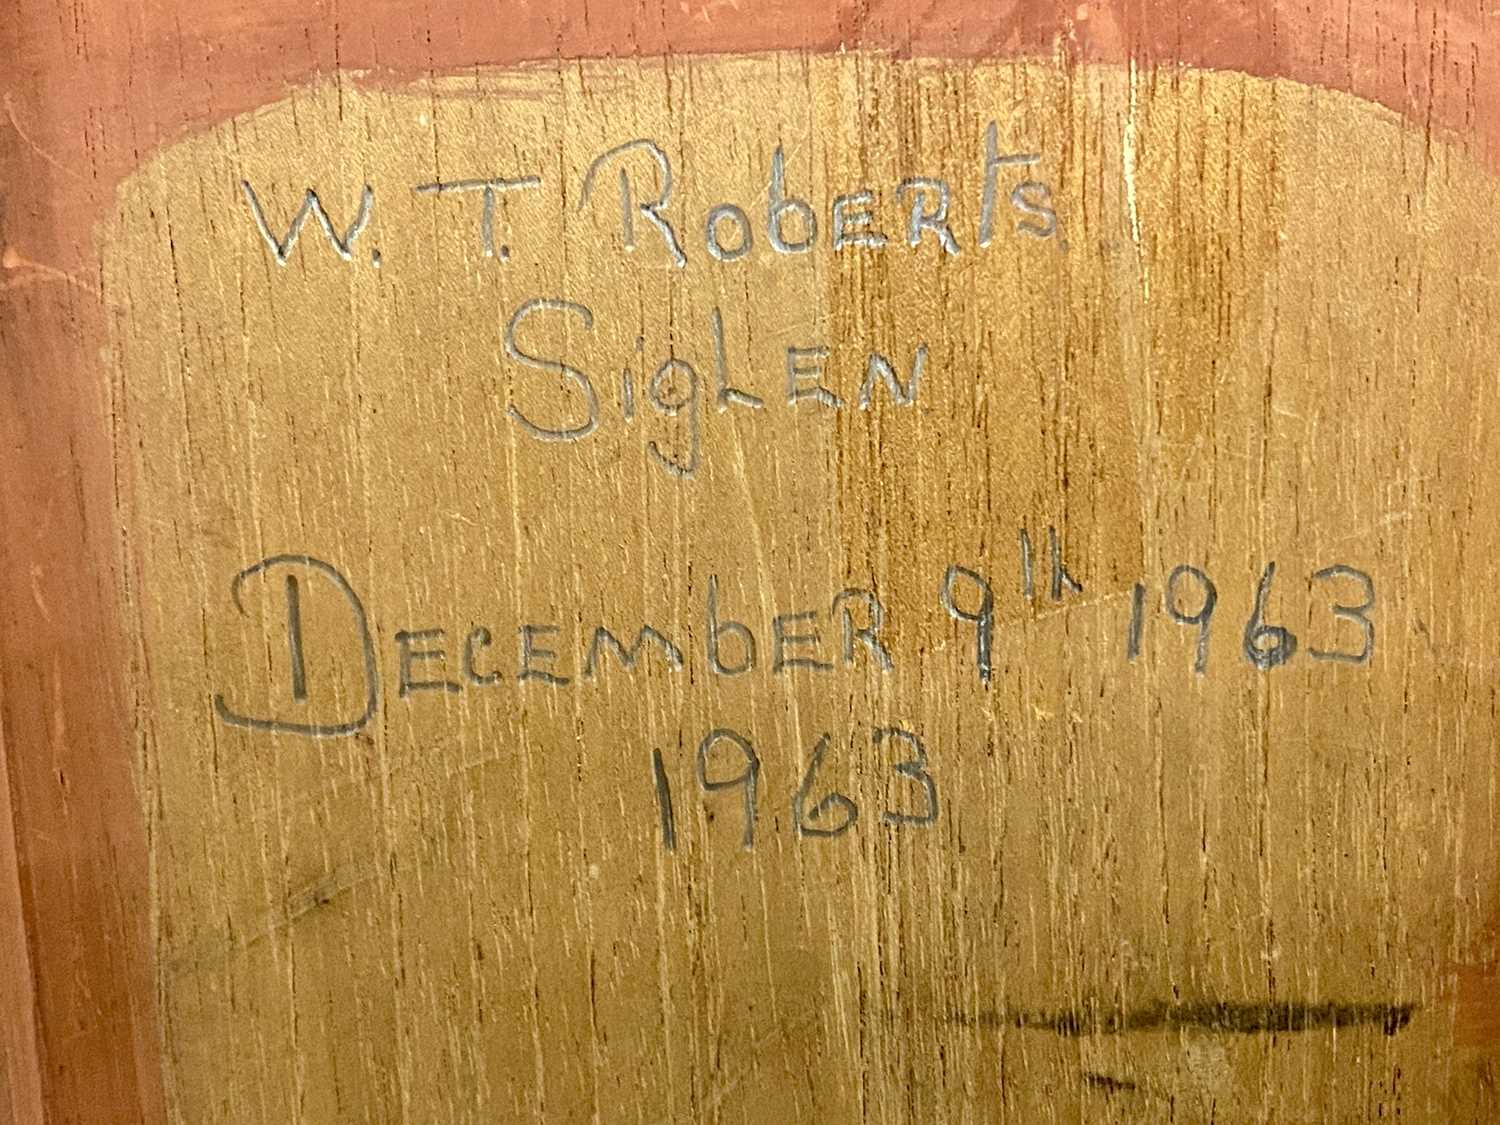 W. T. Roberts.
Siglen
December 9th 1963
1963